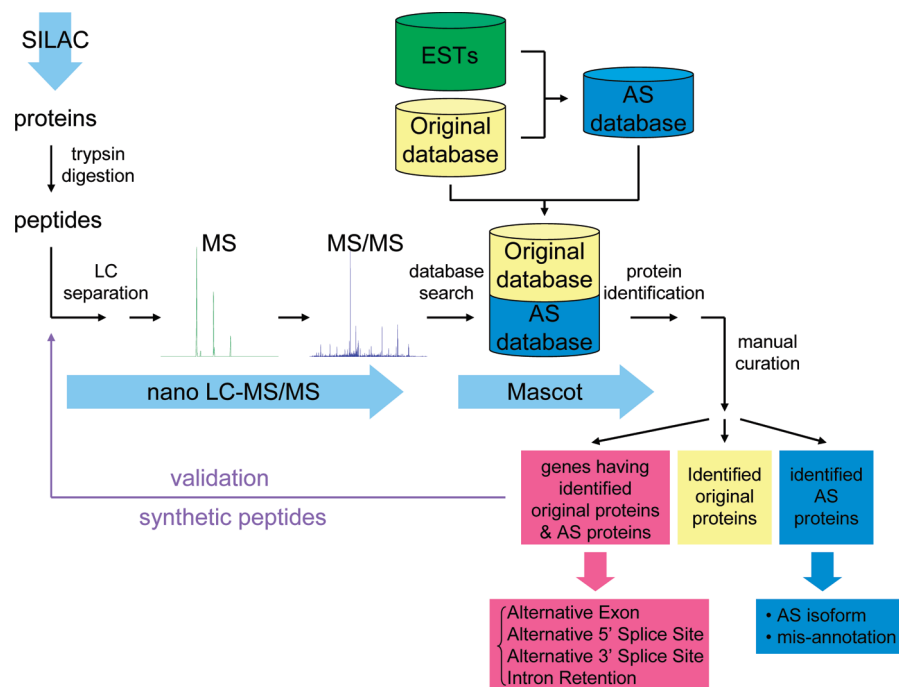 SILAC
proteins
trypsin
digestion
peptides
LC
separation
MS
MS/MS
nano LC-MS/MS
ESTs
Original
database
AS
database
database
search
Original
database
AS
database
protein
identification
Mascot
manual
curation
validation
synthetic peptides
genes having
identified
original proteins
& AS proteins
Identified
original
proteins
identified
AS
proteins
Alternative Exon
Alternative 5' Splice Site
Alternative 3' Splice Site
Intron Retention
• AS isoform
• mis-annotation